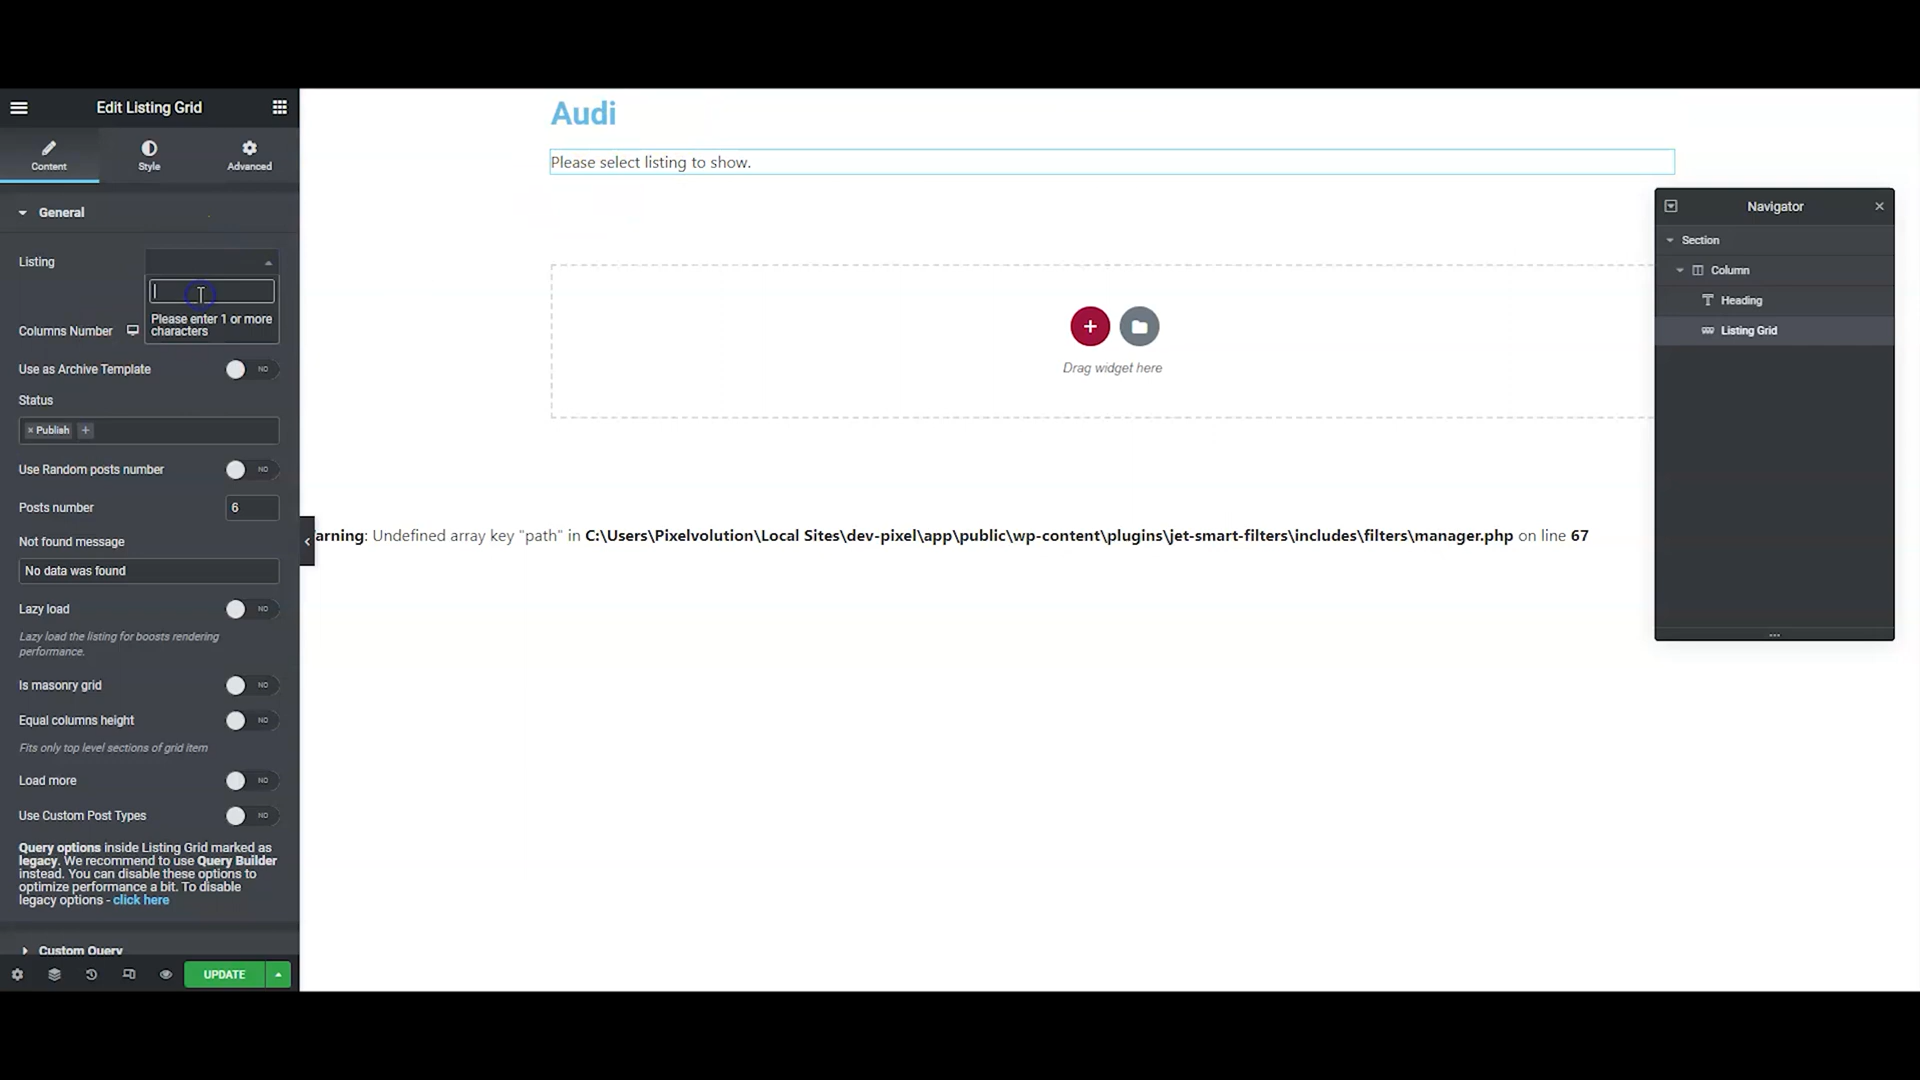 Edit Listing Grid
Content
Style
Advanced
General
Listing
Please enter 1 or more
characters
Columns Number
Use as Archive Template
NO
Status
× Publish +
Use Random posts number
NO
Posts number
6
Not found message
No data was found
Lazy load
NO
Lazy load the listing for boosts rendering
performance.
Is masonry grid
NO
Equal columns height
NO
Fits only top level sections of grid item
Load more
NO
Use Custom Post Types
NO
Query options inside Listing Grid marked as
legacy. We recommend to use Query Builder
instead. You can disable these options to
optimize performance a bit. To disable
legacy options - click here
Custom Query
UPDATE
Audi
Please select listing to show.
Drag widget here
arning: Undefined array key "path" in C:\Users\Pixelvolution\Local Sites\dev-pixel\app\public\wp-content\plugins\jet-smart-filters\includes\filters\manager.php on line 67
Navigator
Section
Column
Heading
Listing Grid